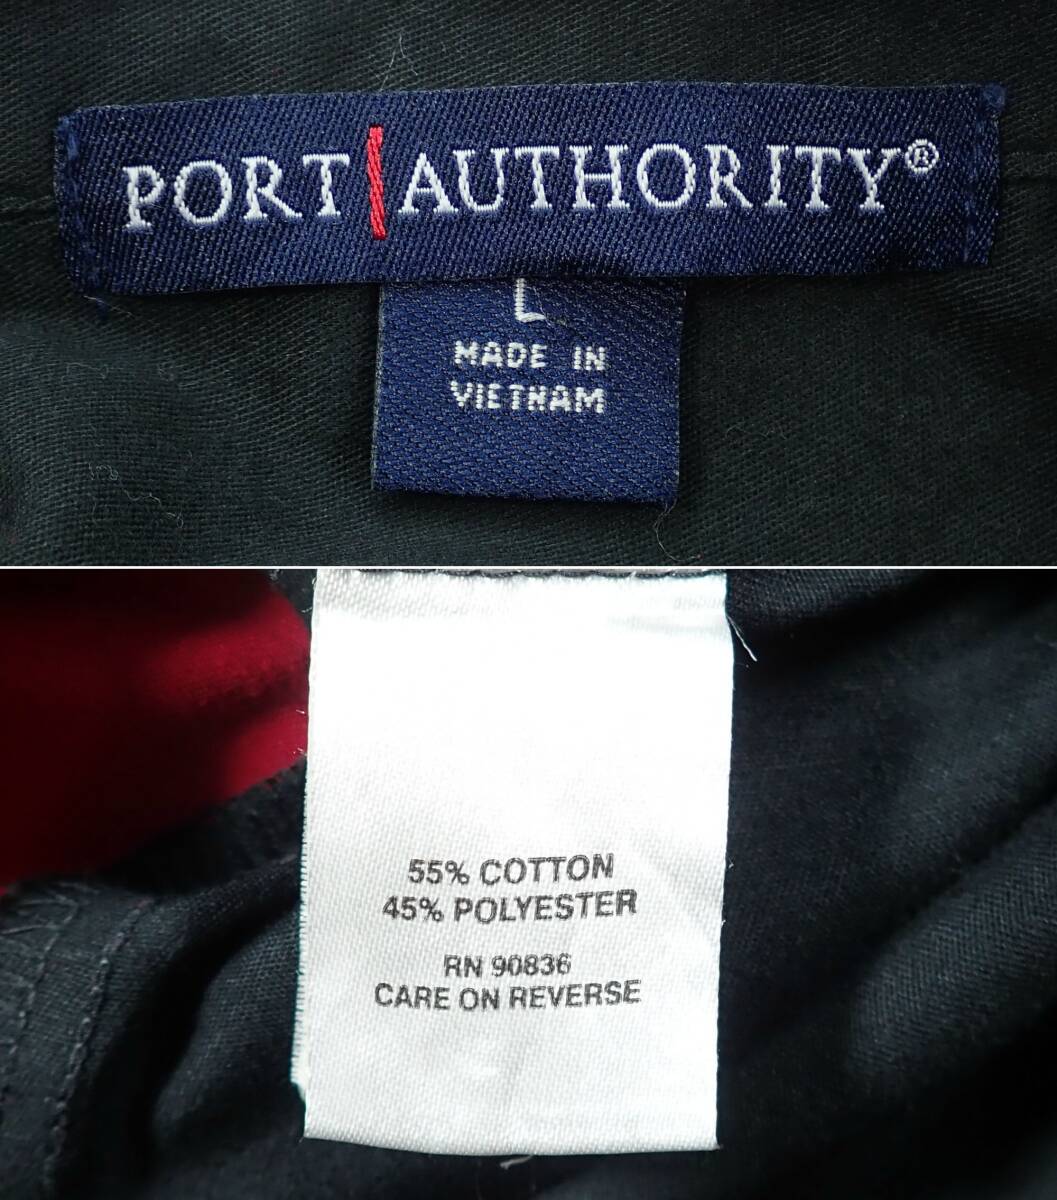 PORT AUTHORITY®
L
MADE IN
VIETNAM
55% COTTON
45% POLYESTER
RN 90836
CARE ON REVERSE